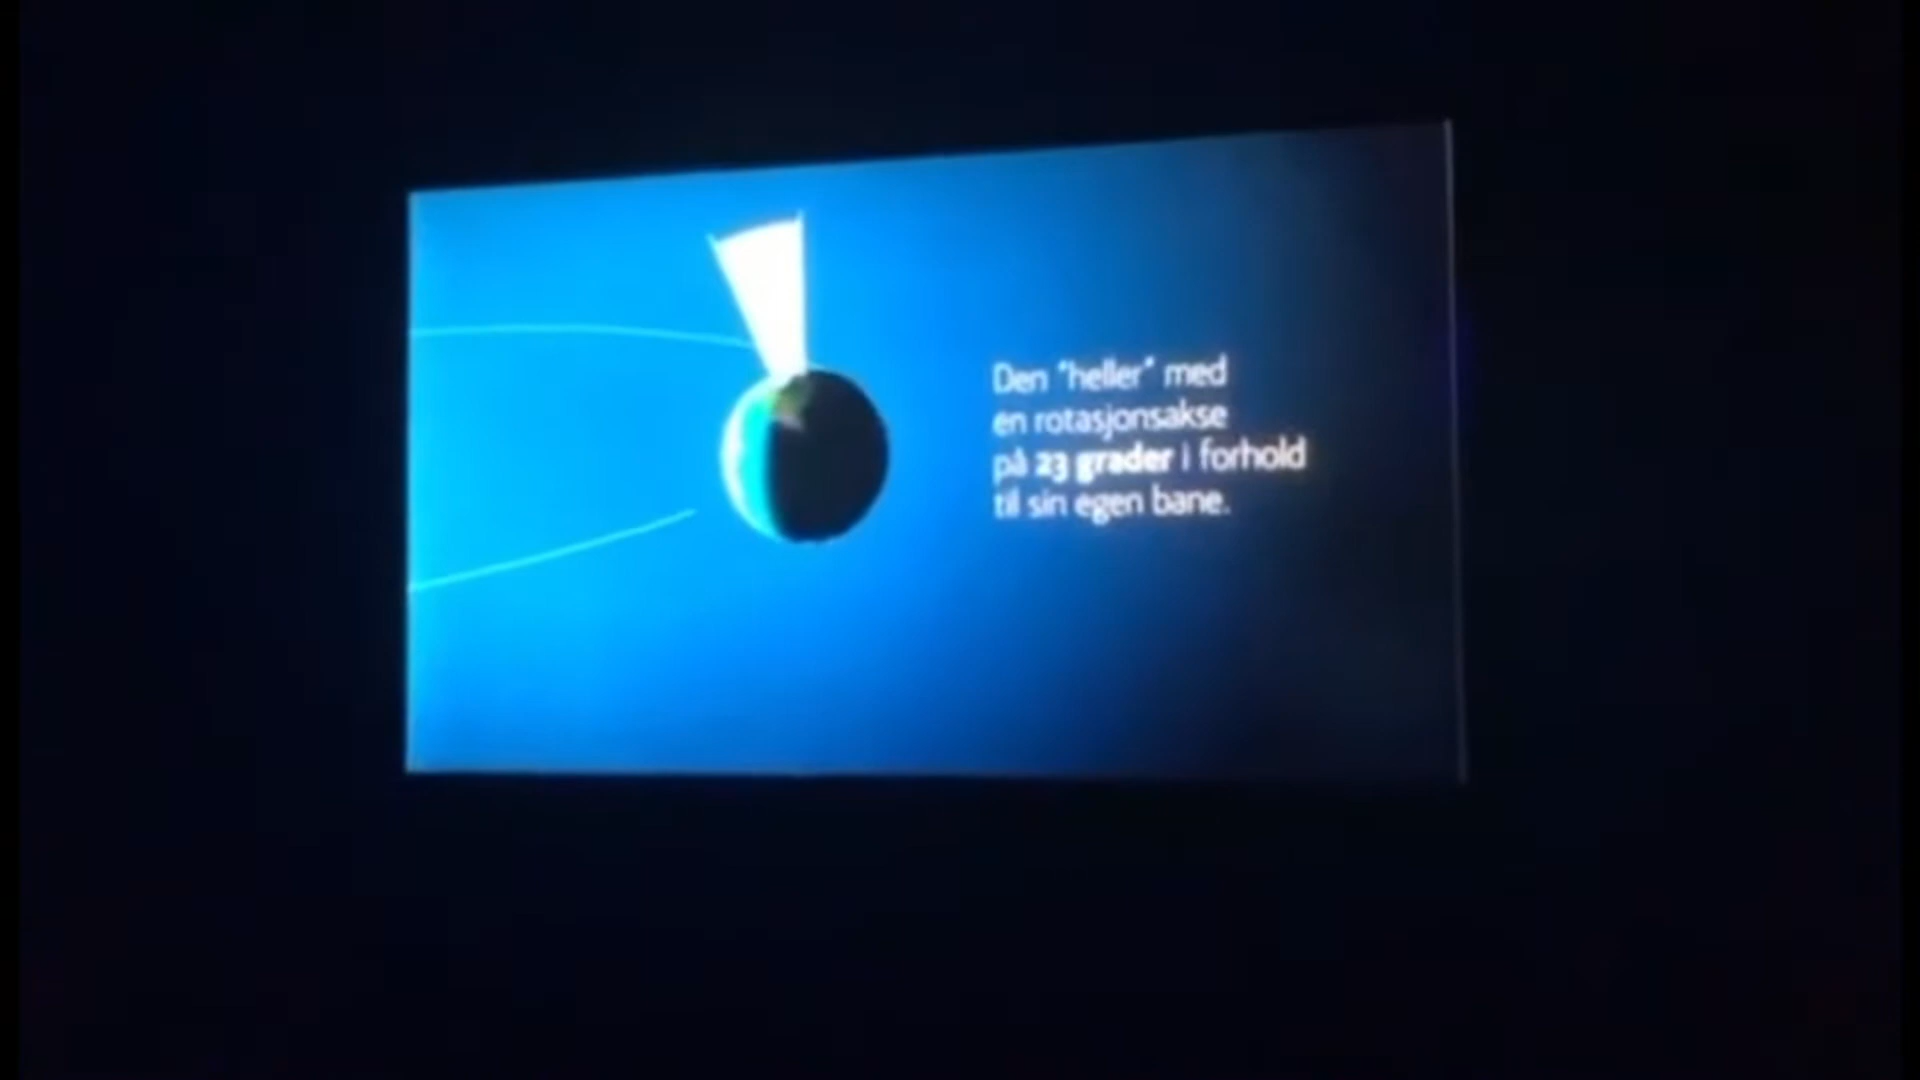 Den "heller" med
en rotasjonsakse
på 23 grader i forhold
til sin egen bane.